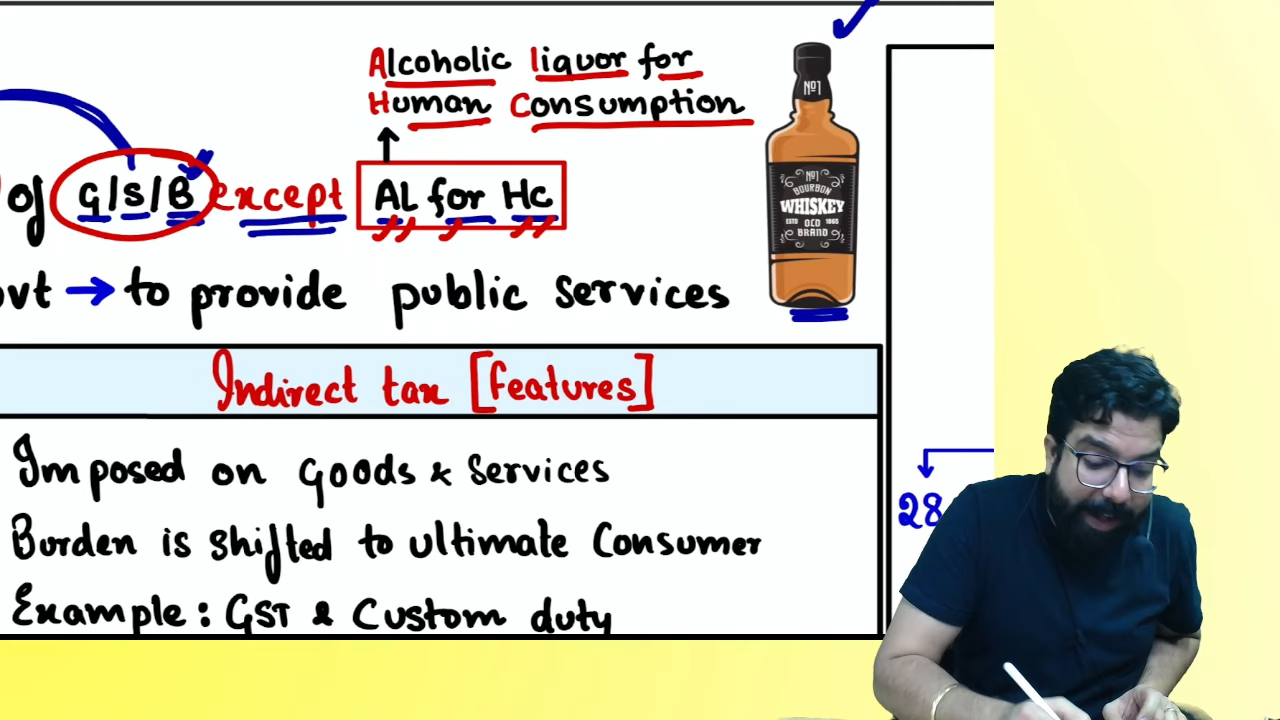 Alcoholic liquor for
Human Consumption
of G/S/B except AL for HC
ovt → to provide public services
Nº1
Nº1
BOURBON
WHISKEY
ESTD OLD 1865
BRAND
Indirect tax [features]
Imposed on Goods & Services
Burden is shifted to ultimate Consumer
28
Example: GST & Custom duty